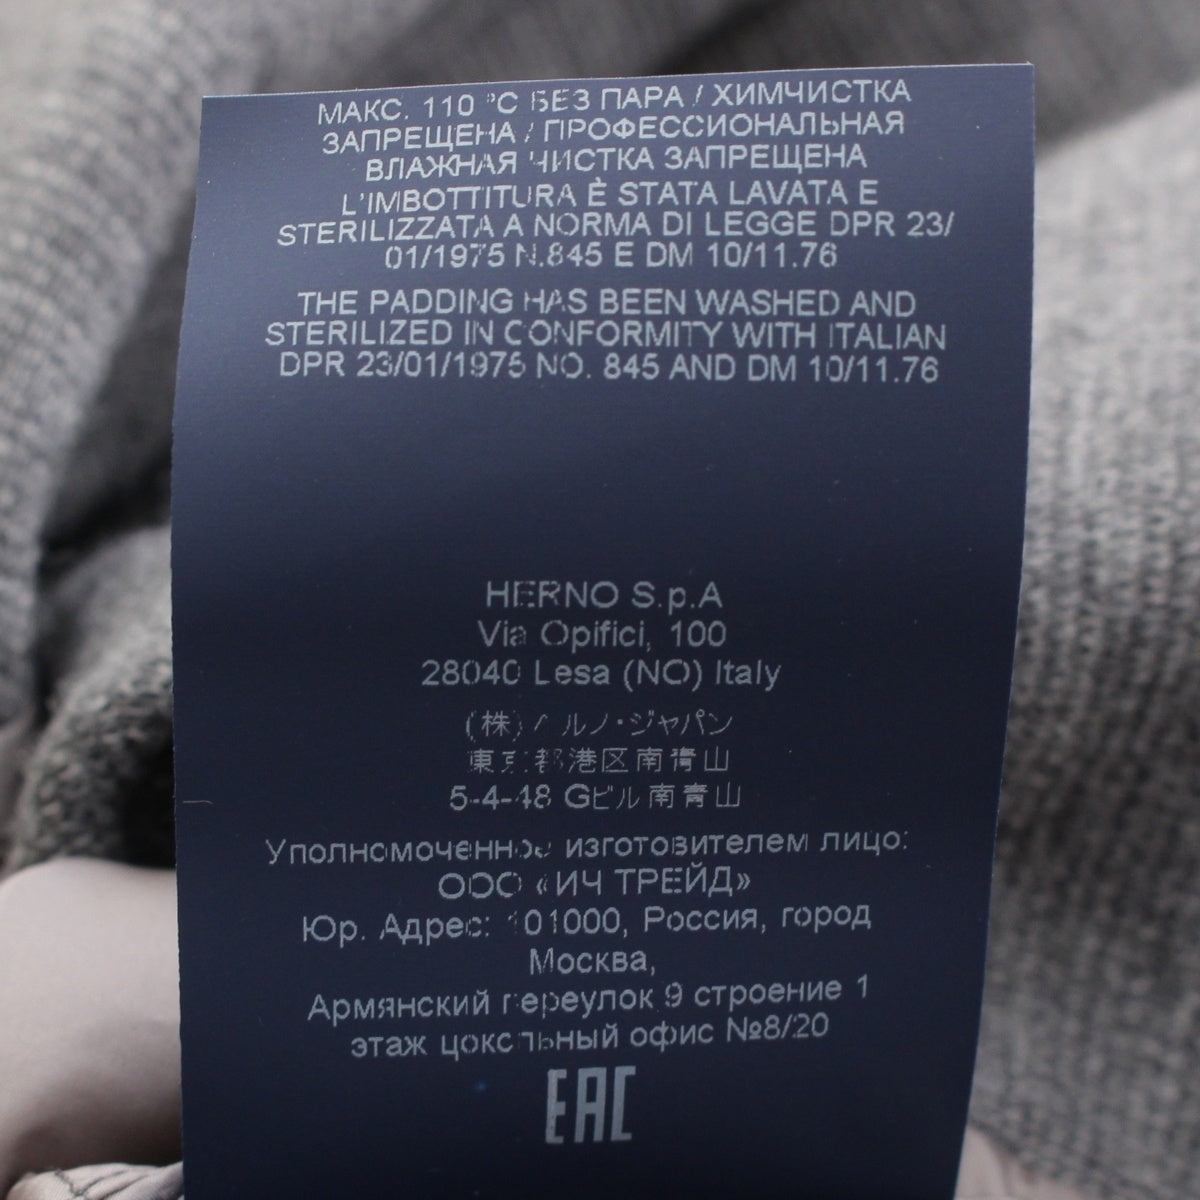 МАКС. 110 °C БЕЗ ПАРА / ХИМЧИСТКА
ЗАПРЕЩЕНА / ПРОФЕССИОНАЛЬНАЯ
ВЛАЖНАЯ ЧИСТКА ЗАПРЕЩЕНА
L'IMBOTTITURA È STATA LAVATA E
STERILIZZATA A NORMA DI LEGGE DPR 23/
01/1975 N.845 E DM 10/11.76
THE PADDING HAS BEEN WASHED AND
STERILIZED IN CONFORMITY WITH ITALIAN
DPR 23/01/1975 NO. 845 AND DM 10/11.76
HERNO S.p.A
Via Opifici, 100
28040 Lesa (NO) Italy
(株)ヘルノ・ジャパン
東京都港区南青山
5-4-48 Gビル南青山
Уполномоченное изготовителем лицо:
ООО «ИЧ ТРЕЙД»
Юр. Адрес: 101000, Россия, город
Москва,
Армянский переулок 9 строение 1
этаж цокольный офис №8/20
EAC